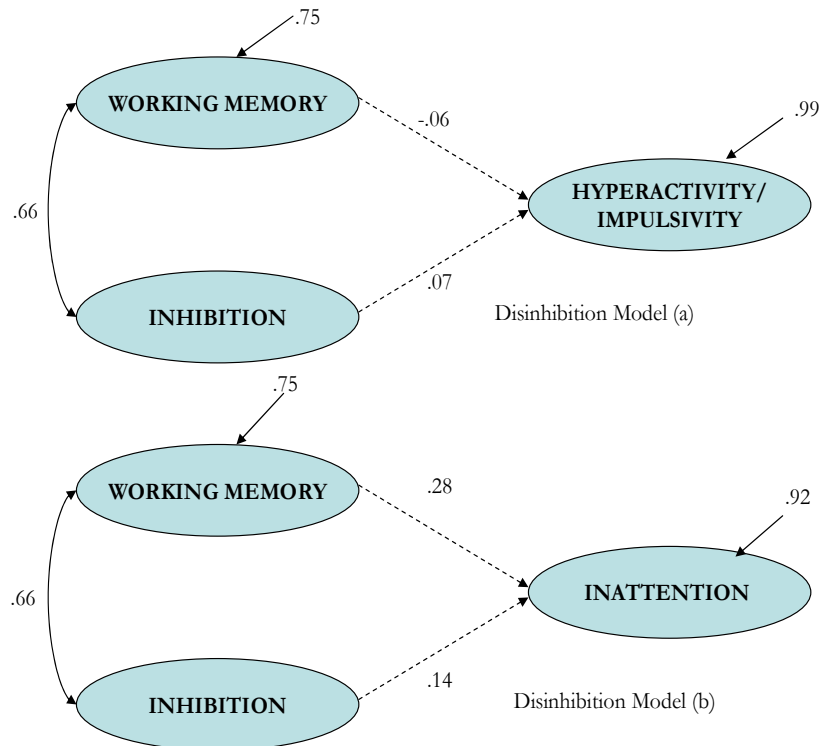 .75
WORKING MEMORY
-.06
.99
HYPERACTIVITY/
IMPULSIVITY
.66
.07
INHIBITION
Disinhibition Model (a)
.75
WORKING MEMORY
.28
.92
INATTENTION
.66
.14
INHIBITION
Disinhibition Model (b)